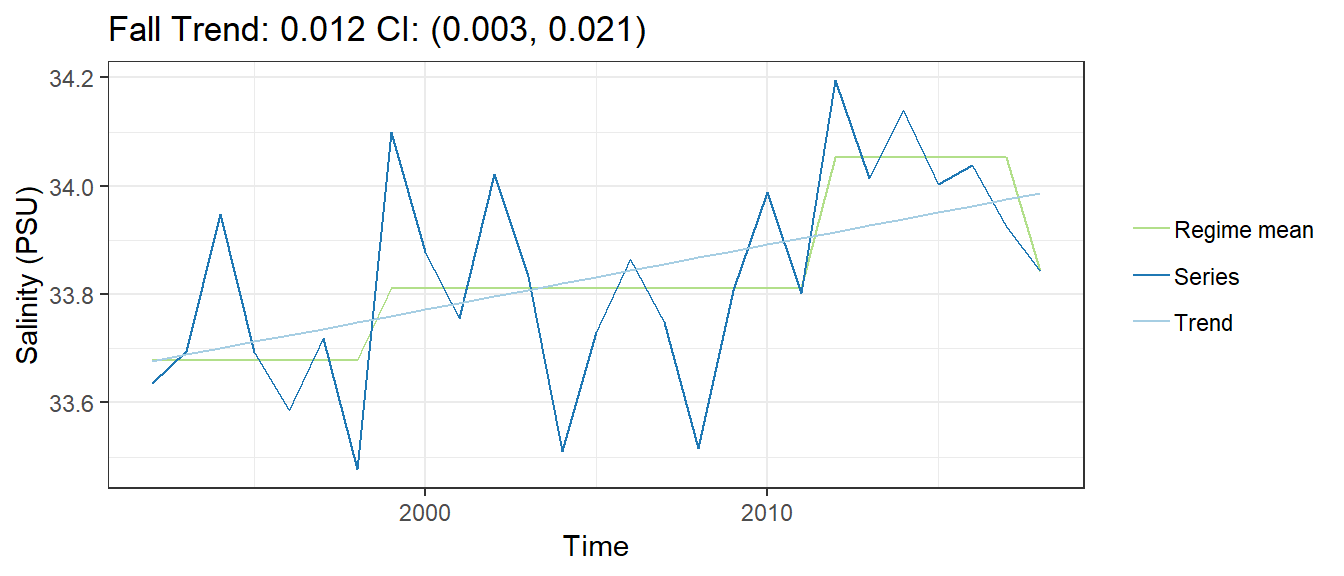 Fall Trend: 0.012 CI: (0.003, 0.021)
34.2
34.0
33.8
33.6
Salinity (PSU)
2000
2010
Time
Regime mean
Series
Trend